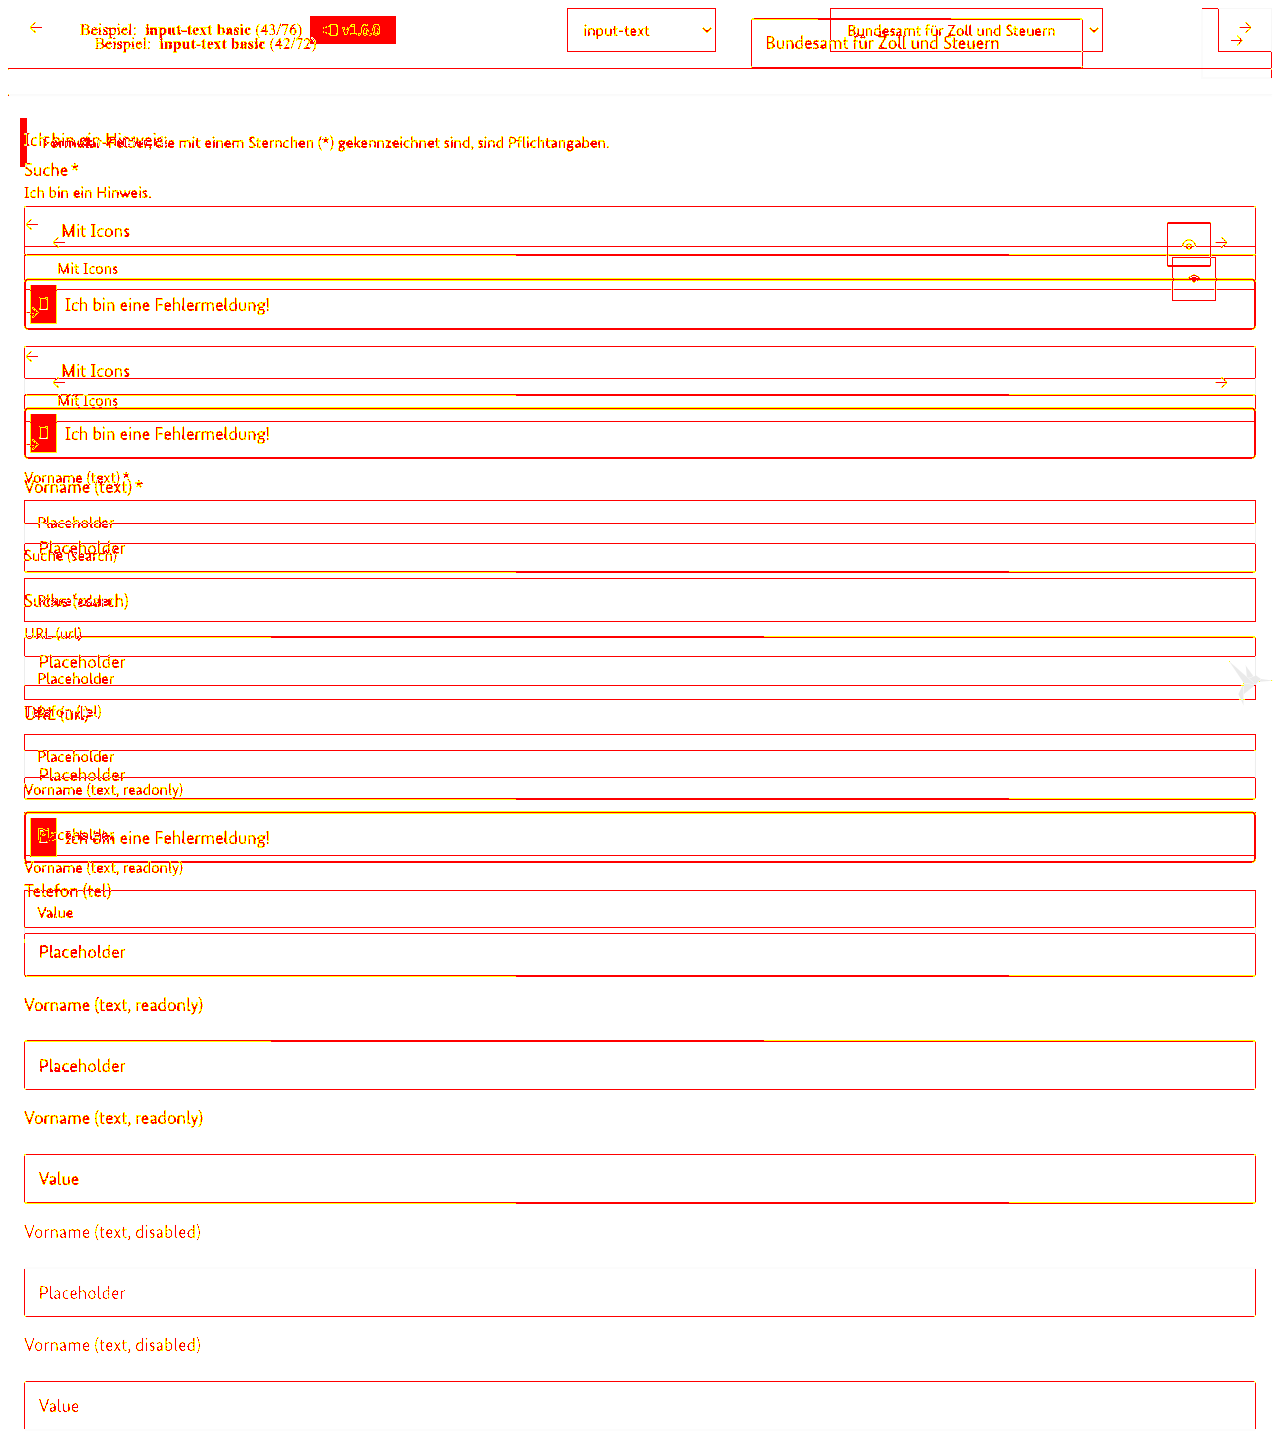 Beispiel: input-text basic (43/76) v1.6.0 input-text Bundesamt für Zoll und Steuern
Beispiel: input-text basic (42/72) Bundesamt für Zoll und Steuern
Ich bin ein Hinweis.
Formular-Felder, die mit einem Sternchen (*) gekennzeichnet sind, sind Pflichtangaben.
Suche *
Ich bin ein Hinweis.
Mit Icons
Mit Icons
Ich bin eine Fehlermeldung!
Mit Icons
Mit Icons
Ich bin eine Fehlermeldung!
Vorname (text) *
Vorname (text) *
Placeholder
Placeholder
Suche (search)
Suche (search)
Placeholder
URL (url)
Placeholder
Placeholder
Telefon (tel)
URL (url)
Placeholder
Placeholder
Vorname (text, readonly)
Placeholder
Ich bin eine Fehlermeldung!
Vorname (text, readonly)
Telefon (tel)
Value
Placeholder
Vorname (text, readonly)
Placeholder
Vorname (text, readonly)
Value
Vorname (text, disabled)
Placeholder
Vorname (text, disabled)
Value